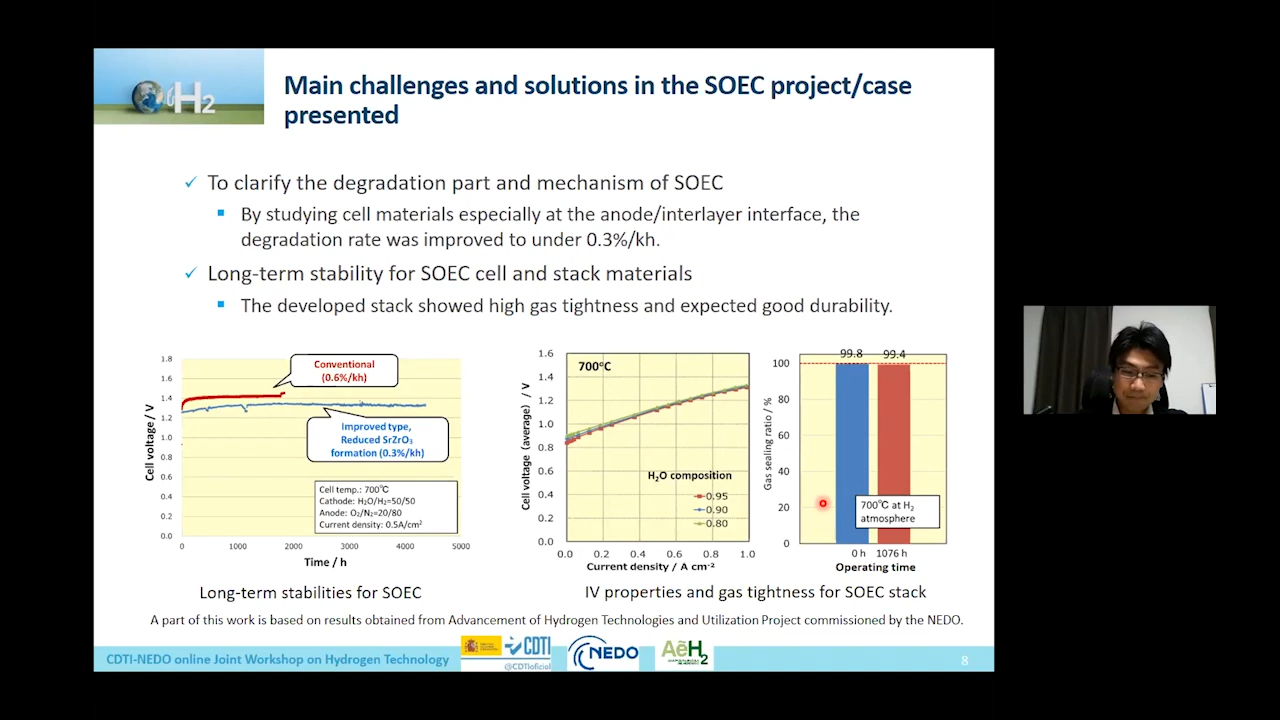 H2
Main challenges and solutions in the SOEC project/case
presented
To clarify the degradation part and mechanism of SOEC
By studying cell materials especially at the anode/interlayer interface, the
degradation rate was improved to under 0.3%/kh.
Long-term stability for SOEC cell and stack materials
The developed stack showed high gas tightness and expected good durability.
Cell voltage / V
1.8
1.6
1.4
1.2
1.0
0.8
0.6
0.4
0.2
0.0
0
1000
2000
3000
4000
5000
Time / h
Conventional
(0.6%/kh)
Improved type,
Reduced SrZrO3
formation (0.3%/kh)
Cell temp.: 700℃
Cathode: H2O/H2=50/50
Anode: O2/N2=20/80
Current density: 0.5A/cm2
Long-term stabilities for SOEC
Cell voltage (average) / V
1.6
1.4
1.2
1.0
0.8
0.6
0.4
0.2
0.0
0.0
0.2
0.4
0.6
0.8
1.0
Current density / A cm-2
700oC
H2O composition
0.95
0.90
0.80
Gas sealing ratio / %
100
80
60
40
20
0
99.8
99.4
700℃ at H2
atmosphere
0 h
1076 h
Operating time
IV properties and gas tightness for SOEC stack
A part of this work is based on results obtained from Advancement of Hydrogen Technologies and Utilization Project commissioned by the NEDO.
CDTI-NEDO online Joint Workshop on Hydrogen Technology
CDTI
@CDTIoficial
NEDO
AeH2
8